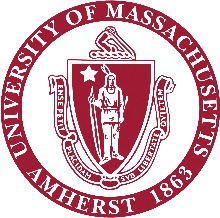 UNIVERSITY OF MASSACHUSETTS
AMHERST 1863